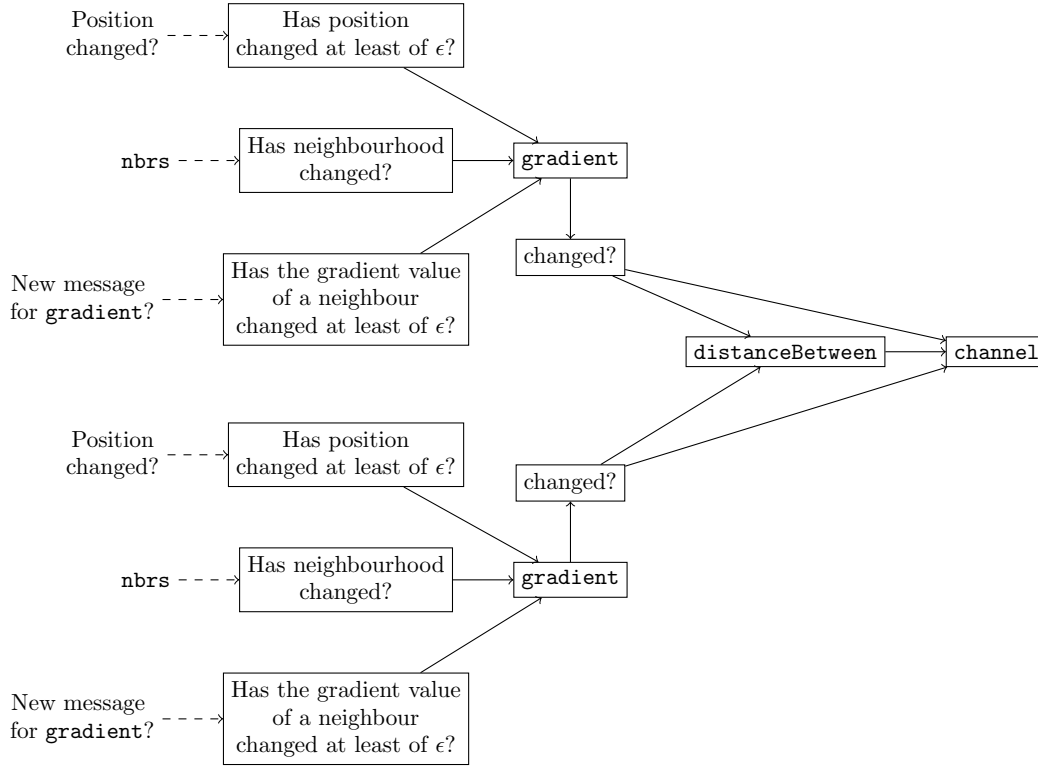 Position
changed?
Has position
changed at least of ϵ?
nbrs
Has neighbourhood
changed?
gradient
New message
for gradient?
Has the gradient value
of a neighbour
changed at least of ϵ?
changed?
distanceBetween
channel
Position
changed?
Has position
changed at least of ϵ?
changed?
nbrs
Has neighbourhood
changed?
gradient
New message
for gradient?
Has the gradient value
of a neighbour
changed at least of ϵ?